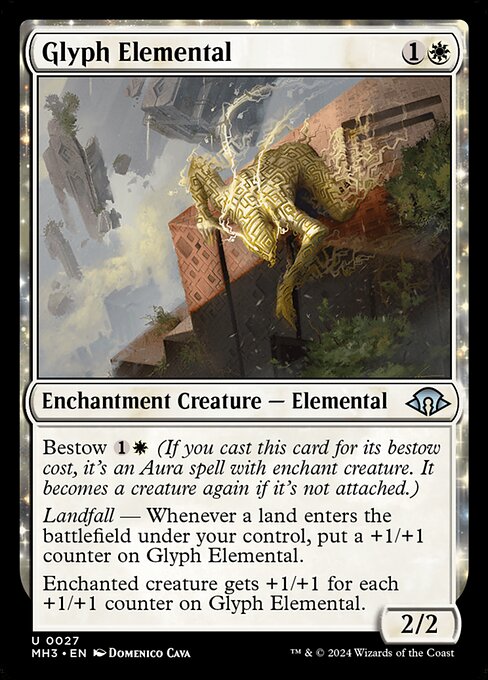 Glyph Elemental 1
Enchantment Creature — Elemental
Bestow 1 (If you cast this card for its bestow
cost, it's an Aura spell with enchant creature. It
becomes a creature again if it's not attached.)
Landfall — Whenever a land enters the
battlefield under your control, put a +1/+1
counter on Glyph Elemental.
Enchanted creature gets +1/+1 for each
+1/+1 counter on Glyph Elemental.
2/2
U 0027
MH3 • EN Domenico Cava
™ & © 2024 Wizards of the Coast